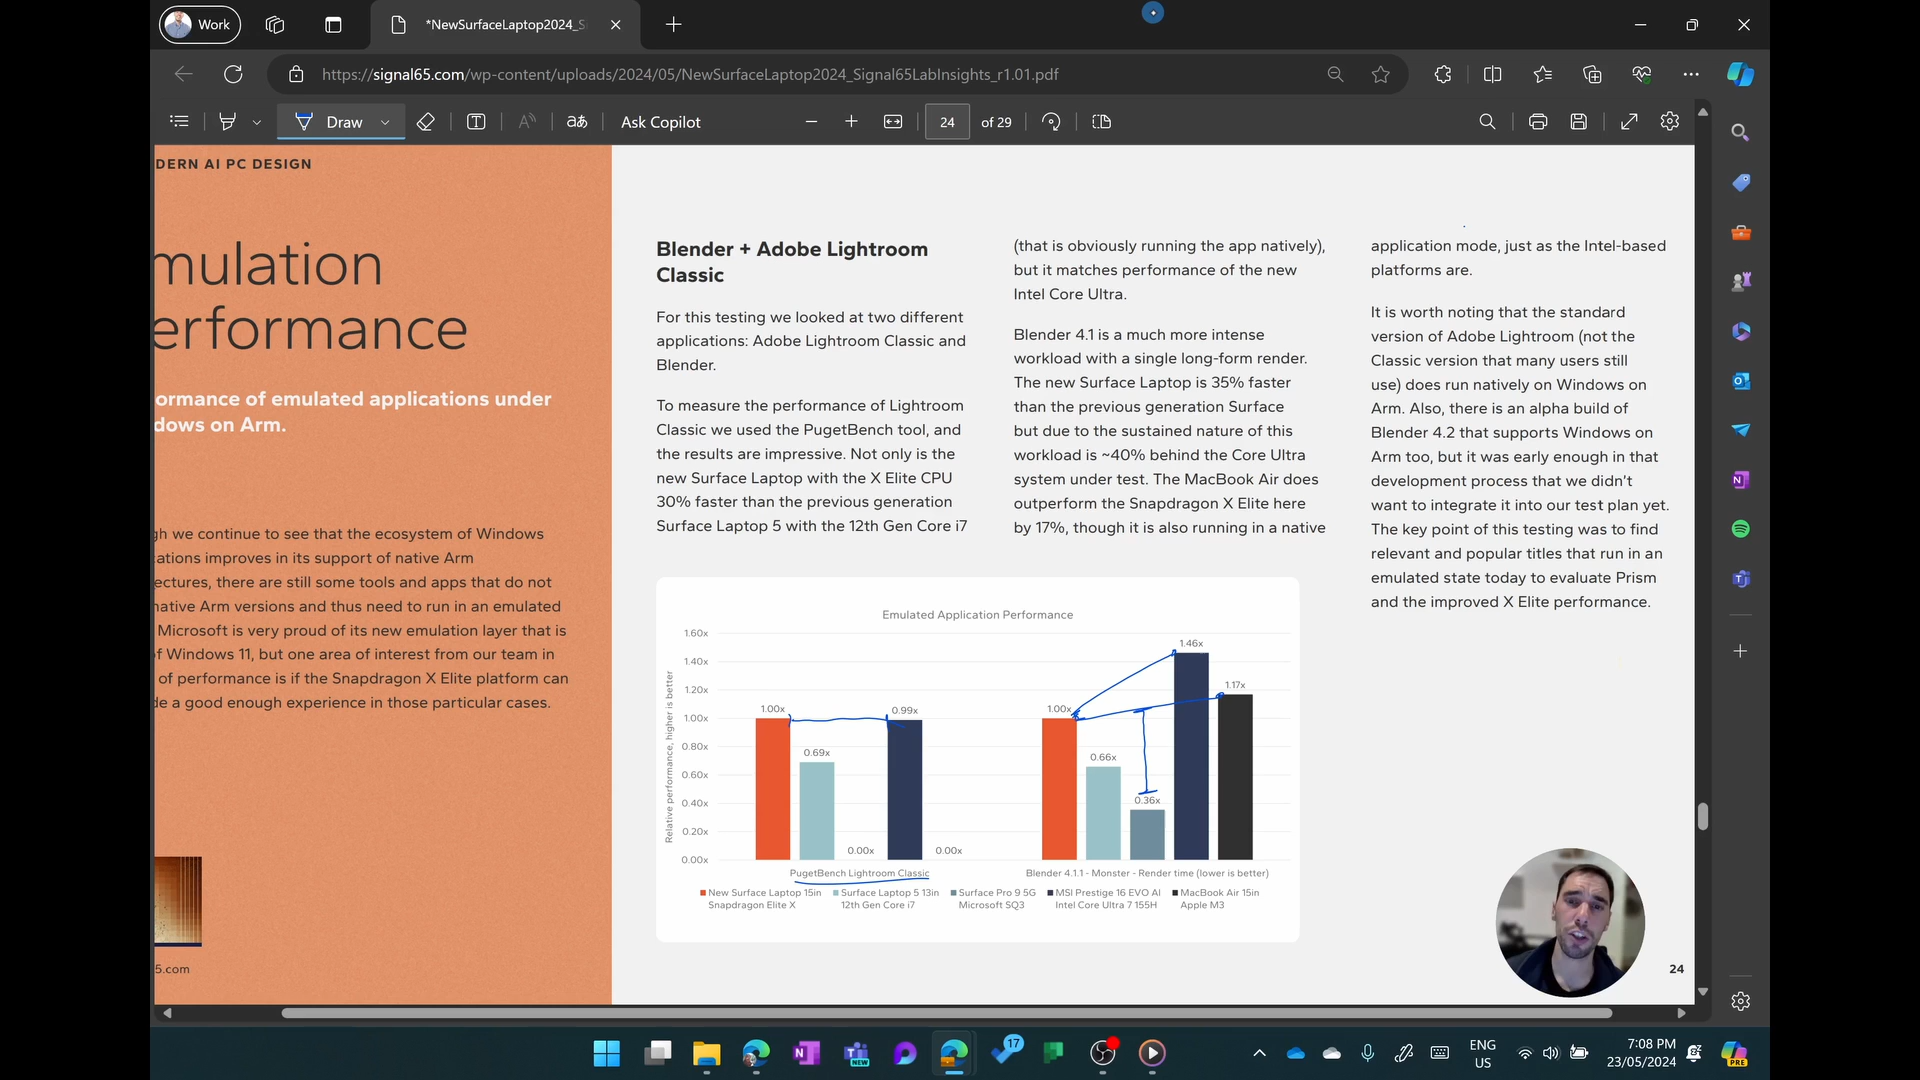 Work
*NewSurfaceLaptop2024_S
https://signal65.com/wp-content/uploads/2024/05/NewSurfaceLaptop2024_Signal65LabInsights_r1.01.pdf
Draw
Ask Copilot
24 of 29
DERN AI PC DESIGN
mulation
erformance
ormance of emulated applications under
dows on Arm.
gh we continue to see that the ecosystem of Windows
cations improves in its support of native Arm
ectures, there are still some tools and apps that do not
native Arm versions and thus need to run in an emulated
Microsoft is very proud of its new emulation layer that is
f Windows 11, but one area of interest from our team in
of performance is if the Snapdragon X Elite platform can
de a good enough experience in those particular cases.
5.com
Blender + Adobe Lightroom
Classic
For this testing we looked at two different
applications: Adobe Lightroom Classic and
Blender.
To measure the performance of Lightroom
Classic we used the PugetBench tool, and
the results are impressive. Not only is the
new Surface Laptop with the X Elite CPU
30% faster than the previous generation
Surface Laptop 5 with the 12th Gen Core i7
(that is obviously running the app natively),
but it matches performance of the new
Intel Core Ultra.
Blender 4.1 is a much more intense
workload with a single long-form render.
The new Surface Laptop is 35% faster
than the previous generation Surface
but due to the sustained nature of this
workload is ~40% behind the Core Ultra
system under test. The MacBook Air does
outperform the Snapdragon X Elite here
by 17%, though it is also running in a native
application mode, just as the Intel-based
platforms are.
It is worth noting that the standard
version of Adobe Lightroom (not the
Classic version that many users still
use) does run natively on Windows on
Arm. Also, there is an alpha build of
Blender 4.2 that supports Windows on
Arm too, but it was early enough in that
development process that we didn't
want to integrate it into our test plan yet.
The key point of this testing was to find
relevant and popular titles that run in an
emulated state today to evaluate Prism
and the improved X Elite performance.
Emulated Application Performance
Relative performance, higher is better
1.60x
1.40x
1.20x
1.00x
0.80x
0.60x
0.40x
0.20x
0.00x
1.00x
0.69x
0.00x
0.99x
0.00x
1.00x
0.66x
0.36x
1.46x
1.17x
PugetBench Lightroom Classic
Blender 4.1.1 - Monster - Render time (lower is better)
New Surface Laptop 15in
Snapdragon Elite X
Surface Laptop 5 13in
12th Gen Core i7
Surface Pro 9 5G
Microsoft SQ3
MSI Prestige 16 EVO AI
Intel Core Ultra 7 155H
MacBook Air 15in
Apple M3
24
NEW
17
ENG
US
7:08 PM
23/05/2024
PRE